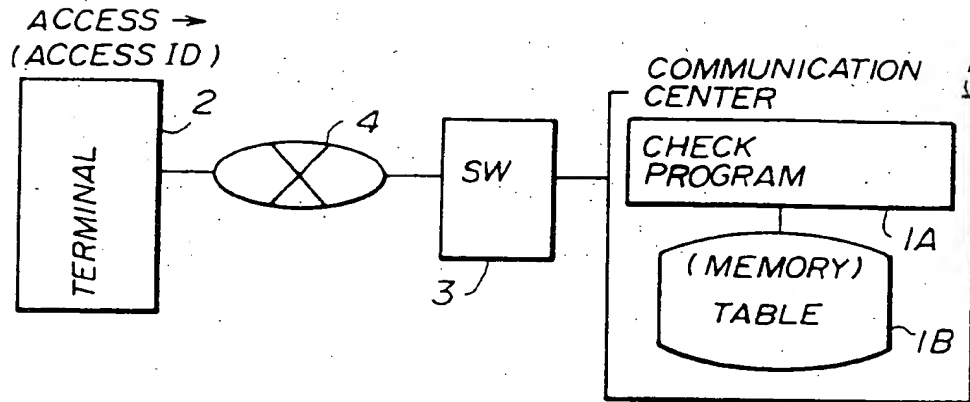 ACCESS →
(ACCESS ID)
2
TERMINAL
4
SW
3
COMMUNICATION
CENTER
CHECK
PROGRAM
1A
(MEMORY)
TABLE
1B